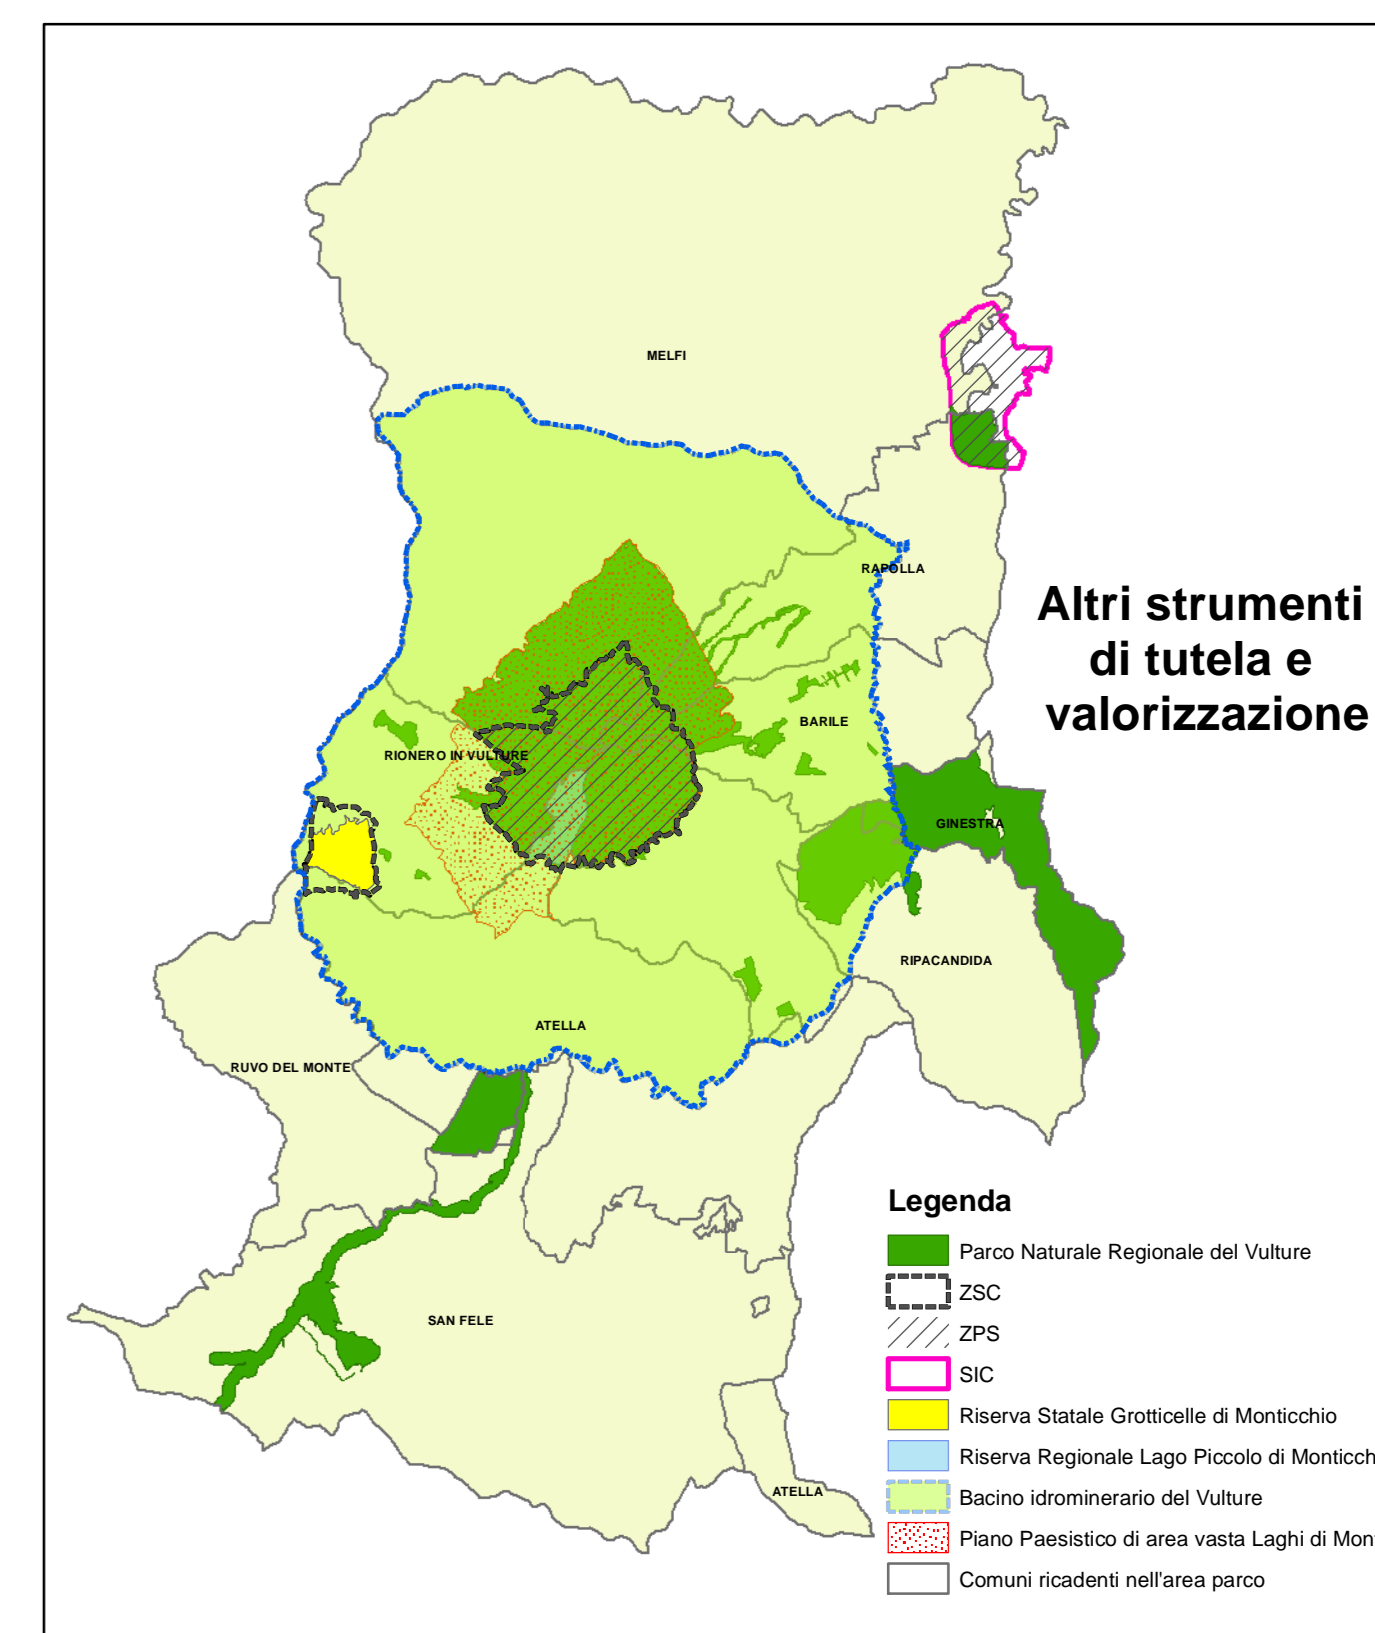 MELFI
RAPOLLA
Altri strumenti
di tutela e
valorizzazione
BARILE
RIONERO IN VULTURE
GINESTRA
RIPACANDIDA
ATELLA
RUVO DEL MONTE
SAN FELE
ATELLA
Legenda
Parco Naturale Regionale del Vulture
ZSC
ZPS
SIC
Riserva Statale Grotticelle di Monticchio
Riserva Regionale Lago Piccolo di Monticch
Bacino idrominerario del Vulture
Piano Paesistico di area vasta Laghi di Mon
Comuni ricadenti nell'area parco